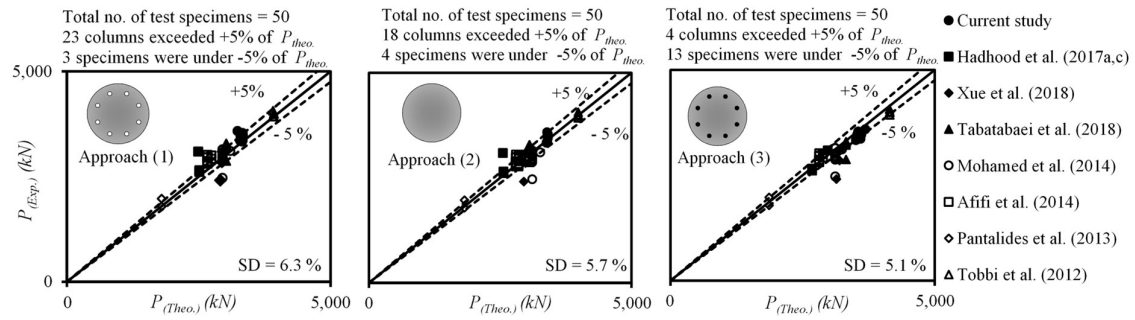 Total no. of test specimens = 50
23 columns exceeded +5% of P theo.
3 specimens were under -5% of P theo.
5,000
+5%
- 5 %
Approach (1)
P(Exp.) (kN)
SD = 6.3 %
0
0
P(Theo.) (kN)
5,000
Total no. of test specimens = 50
18 columns exceeded +5% of P theo.
4 specimens were under -5% of P theo.
+5 %
- 5 %
Approach (2)
SD = 5.7 %
0
P(Theo.) (kN)
5,000
Total no. of test specimens = 50
4 columns exceeded +5% of P theo.
13 specimens were under -5% of P theo.
+5 %
-5 %
Approach (3)
SD = 5.1 %
0
P(Theo.) (kN)
5,000
Current study
Hadhood et al. (2017a,c)
Xue et al. (2018)
Tabatabaei et al. (2018)
Mohamed et al. (2014)
Afifi et al. (2014)
Pantalides et al. (2013)
Tobbi et al. (2012)